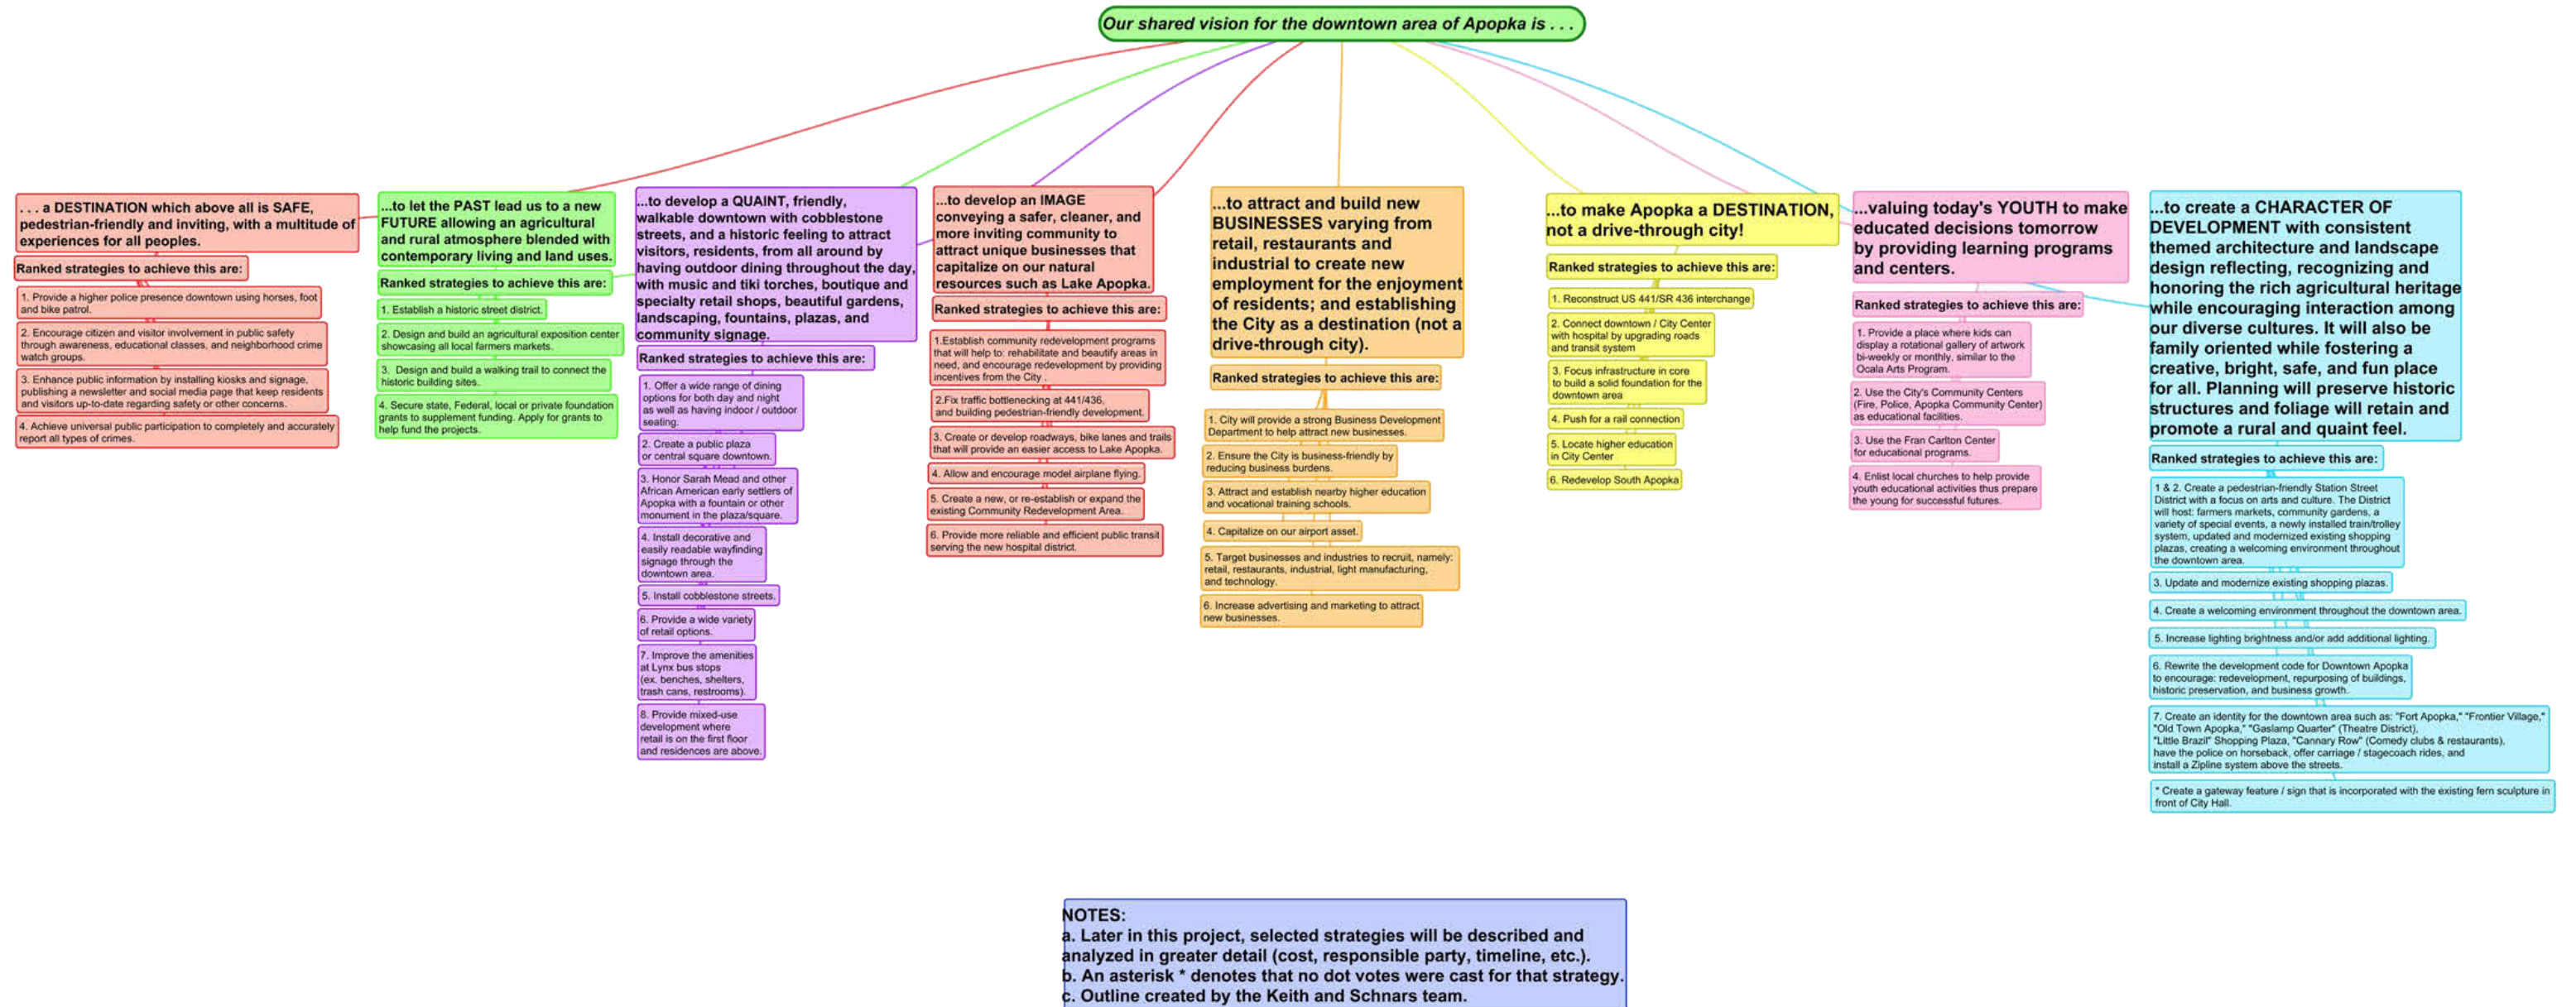 Our shared vision for the downtown area of Apopka is . . .
. . . a DESTINATION which above all is SAFE,
pedestrian-friendly and inviting, with a multitude of
experiences for all peoples.
Ranked strategies to achieve this are:
1. Provide a higher police presence downtown using horses, foot
and bike patrol.
2. Encourage citizen and visitor involvement in public safety
through awareness, educational classes, and neighborhood crime
watch groups.
3. Enhance public information by installing kiosks and signage,
publishing a newsletter and social media page that keep residents
and visitors up-to-date regarding safety or other concerns.
4. Achieve universal public participation to completely and accurately
report all types of crimes.
...to let the PAST lead us to a new
FUTURE allowing an agricultural
and rural atmosphere blended with
contemporary living and land uses.
Ranked strategies to achieve this are:
1. Establish a historic street district.
2. Design and build an agricultural exposition center
showcasing all local farmers markets.
3. Design and build a walking trail to connect the
historic building sites.
4. Secure state, Federal, local or private foundation
grants to supplement funding. Apply for grants to
help fund the projects.
...to develop a QUAINT, friendly,
walkable downtown with cobblestone
streets, and a historic feeling to attract
visitors, residents, from all around by
having outdoor dining throughout the day,
with music and tiki torches, boutique and
specialty retail shops, beautiful gardens,
landscaping, fountains, plazas, and
community signage.
Ranked strategies to achieve this are:
1. Offer a wide range of dining
options for both day and night
as well as having indoor / outdoor
seating.
2. Create a public plaza
or central square downtown.
3. Honor Sarah Mead and other
African American early settlers of
Apopka with a fountain or other
monument in the plaza/square.
4. Install decorative and
easily readable wayfinding
signage through the
downtown area.
5. Install cobblestone streets.
6. Provide a wide variety
of retail options.
7. Improve the amenities
at Lynx bus stops
(ex. benches, shelters,
trash cans, restrooms).
8. Provide mixed-use
development where
retail is on the first floor
and residences are above.
...to develop an IMAGE
conveying a safer, cleaner, and
more inviting community to
attract unique businesses that
capitalize on our natural
resources such as Lake Apopka.
Ranked strategies to achieve this are:
1.Establish community redevelopment programs
that will help to: rehabilitate and beautify areas in
need, and encourage redevelopment by providing
incentives from the City .
2.Fix traffic bottlenecking at 441/436,
and building pedestrian-friendly development.
3. Create or develop roadways, bike lanes and trails
that will provide an easier access to Lake Apopka.
4. Allow and encourage model airplane flying.
5. Create a new, or re-establish or expand the
existing Community Redevelopment Area.
6. Provide more reliable and efficient public transit
serving the new hospital district.
...to attract and build new
BUSINESSES varying from
retail, restaurants and
industrial to create new
employment for the enjoyment
of residents; and establishing
the City as a destination (not a
drive-through city).
Ranked strategies to achieve this are:
1. City will provide a strong Business Development
Department to help attract new businesses.
2. Ensure the City is business-friendly by
reducing business burdens.
3. Attract and establish nearby higher education
and vocational training schools.
4. Capitalize on our airport asset.
5. Target businesses and industries to recruit, namely:
retail, restaurants, industrial, light manufacturing,
and technology.
6. Increase advertising and marketing to attract
new businesses.
...to make Apopka a DESTINATION,
not a drive-through city!
Ranked strategies to achieve this are:
1. Reconstruct US 441/SR 436 interchange
2. Connect downtown / City Center
with hospital by upgrading roads
and transit system
3. Focus infrastructure in core
to build a solid foundation for the
downtown area
4. Push for a rail connection
5. Locate higher education
in City Center
6. Redevelop South Apopka
...valuing today's YOUTH to make
educated decisions tomorrow
by providing learning programs
and centers.
Ranked strategies to achieve this are:
1. Provide a place where kids can
display a rotational gallery of artwork
bi-weekly or monthly, similar to the
Ocala Arts Program.
2. Use the City's Community Centers
(Fire, Police, Apopka Community Center)
as educational facilities.
3. Use the Fran Carlton Center
for educational programs.
4. Enlist local churches to help provide
youth educational activities thus prepare
the young for successful futures.
...to create a CHARACTER OF
DEVELOPMENT with consistent
themed architecture and landscape
design reflecting, recognizing and
honoring the rich agricultural heritage
while encouraging interaction among
our diverse cultures. It will also be
family oriented while fostering a
creative, bright, safe, and fun place
for all. Planning will preserve historic
structures and foliage will retain and
promote a rural and quaint feel.
Ranked strategies to achieve this are:
1 & 2. Create a pedestrian-friendly Station Street
District with a focus on arts and culture. The District
will host: farmers markets, community gardens, a
variety of special events, a newly installed train/trolley
system, updated and modernized existing shopping
plazas, creating a welcoming environment throughout
the downtown area.
3. Update and modernize existing shopping plazas.
4. Create a welcoming environment throughout the downtown area.
5. Increase lighting brightness and/or add additional lighting.
6. Rewrite the development code for Downtown Apopka
to encourage: redevelopment, repurposing of buildings,
historic preservation, and business growth.
7. Create an identity for the downtown area such as: "Fort Apopka," "Frontier Village,"
"Old Town Apopka," "Gaslamp Quarter" (Theatre District),
"Little Brazil" Shopping Plaza, "Cannary Row" (Comedy clubs & restaurants),
have the police on horseback, offer carriage / stagecoach rides, and
install a Zipline system above the streets.
* Create a gateway feature / sign that is incorporated with the existing fern sculpture in
front of City Hall.
NOTES:
a. Later in this project, selected strategies will be described and
analyzed in greater detail (cost, responsible party, timeline, etc.).
b. An asterisk * denotes that no dot votes were cast for that strategy.
c. Outline created by the Keith and Schnars team.